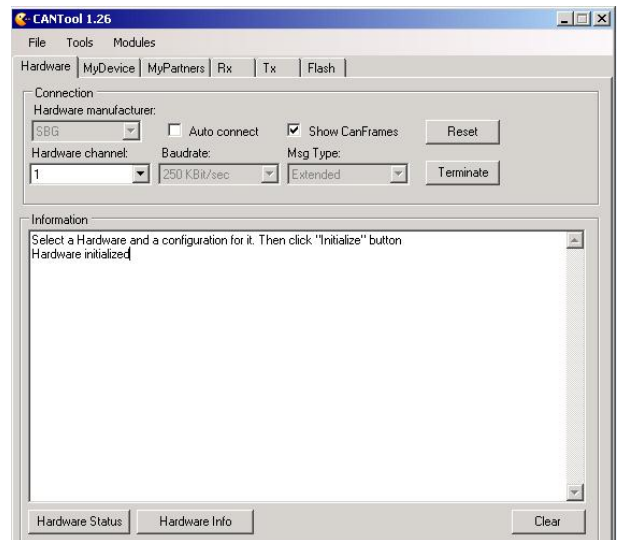 CANTool 1.26
File Tools Modules
Hardware MyDevice MyPartners Rx Tx Flash
Connection
Hardware manufacturer:
SBG Auto connect Show CanFrames Reset
Hardware channel: Baudrate: Msg Type:
1 250 KBit/sec Extended Terminate
Information
Select a Hardware and a configuration for it. Then click "Initialize" button
Hardware initialized
Hardware Status Hardware Info Clear